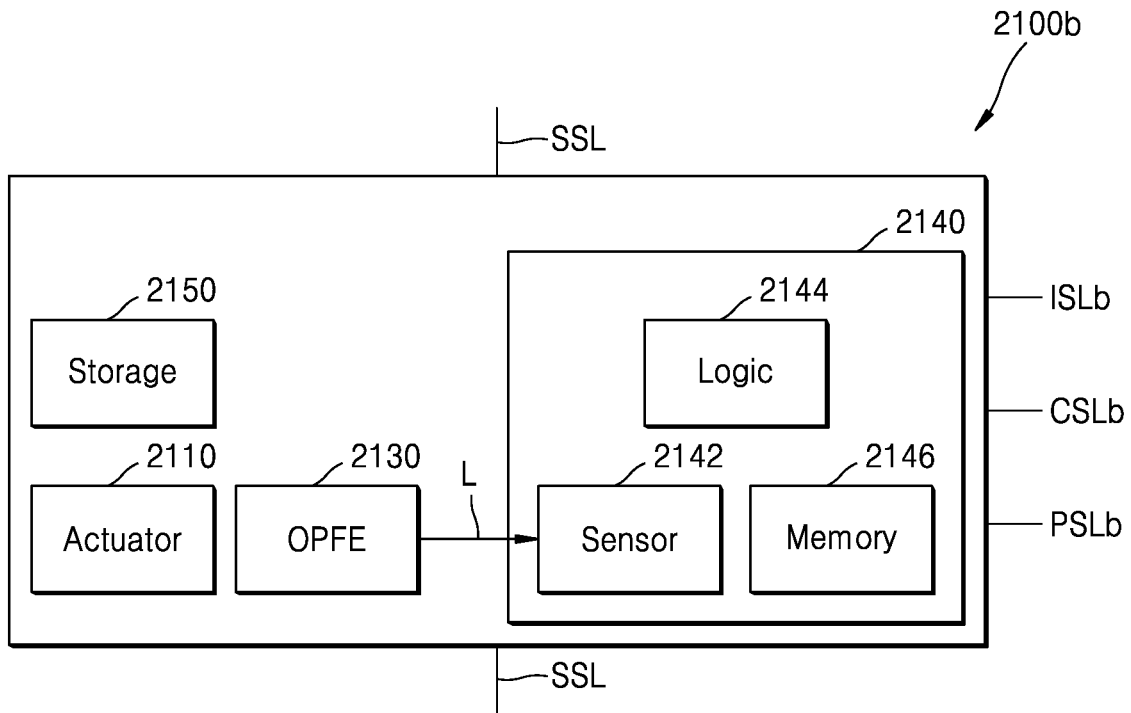 2100b
SSL
2140
2150
2144
ISLb
Storage
Logic
CSLb
2110
2130
L
2142
2146
PSLb
Actuator
OPFE
Sensor
Memory
SSL